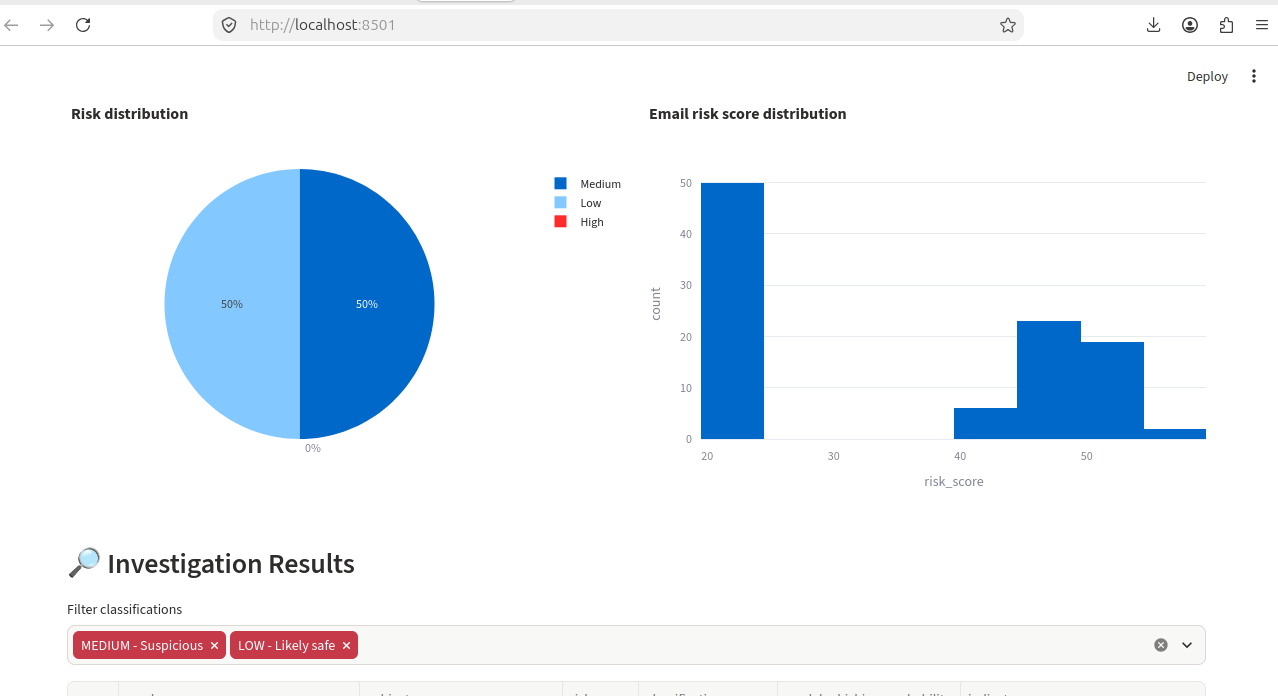 http://localhost:8501
Deploy
Risk distribution
Email risk score distribution
Medium
Low
High
50%
50%
0%
50
40
30
20
10
0
count
20
30
40
50
risk_score
🔎 Investigation Results
Filter classifications
MEDIUM - Suspicious ×
LOW - Likely safe ×